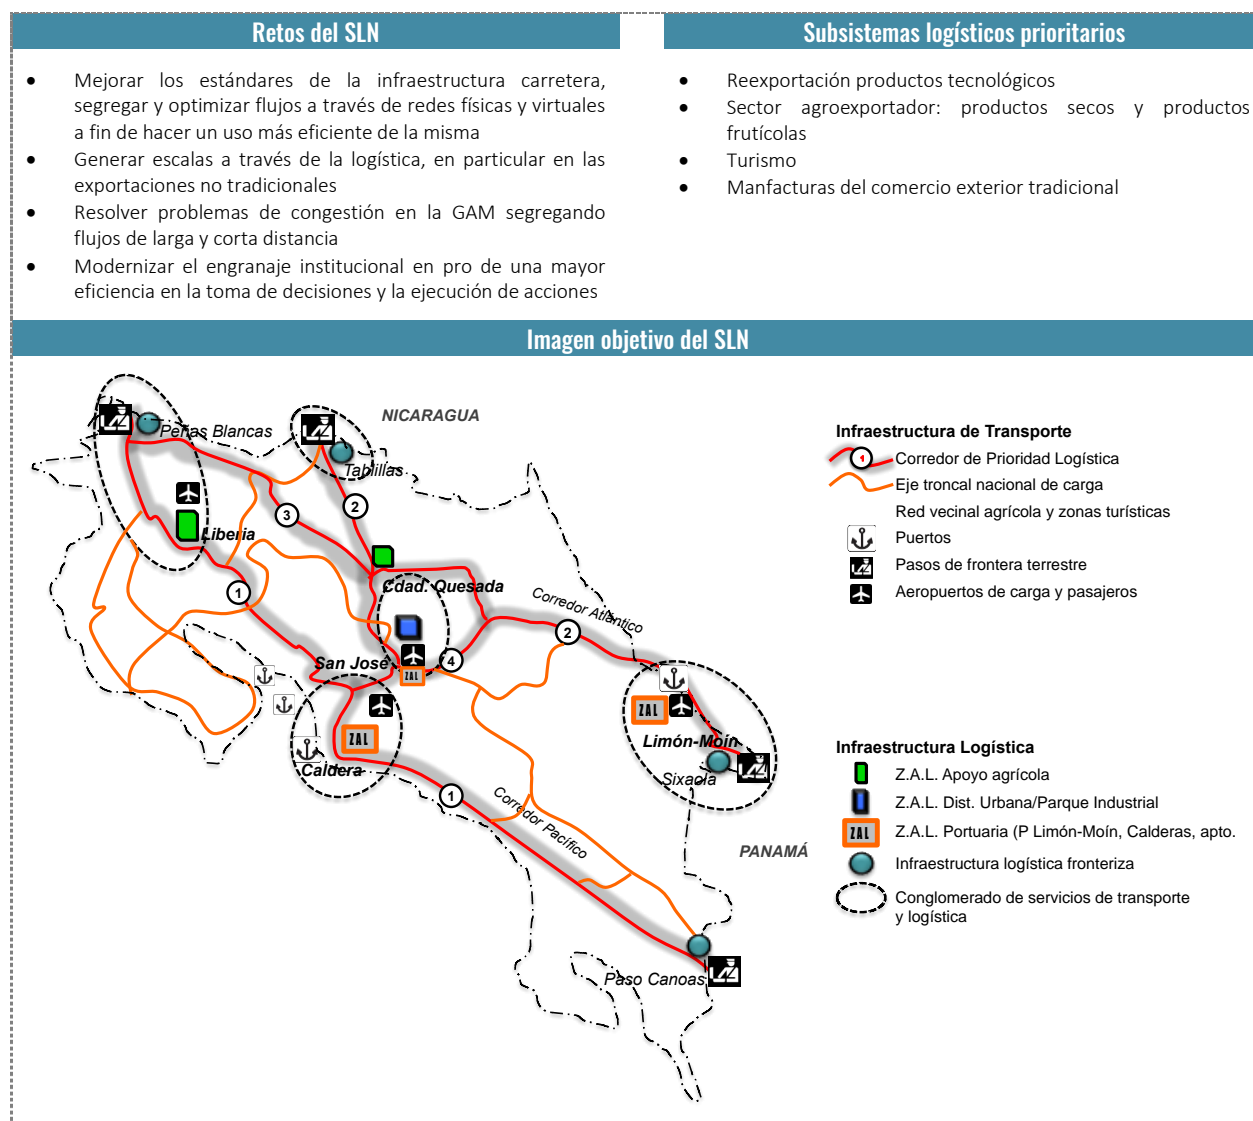 Retos del SLN
• Mejorar los estándares de la infraestructura carretera,
segregar y optimizar flujos a través de redes físicas y virtuales
a fin de hacer un uso más eficiente de la misma
• Generar escalas a través de la logística, en particular en las
exportaciones no tradicionales
• Resolver problemas de congestión en la GAM segregando
flujos de larga y corta distancia
• Modernizar el engranaje institucional en pro de una mayor
eficiencia en la toma de decisiones y la ejecución de acciones
Subsistemas logísticos prioritarios
• Reexportación productos tecnológicos
• Sector agroexportador: productos secos y productos
frutícolas
• Turismo
• Manfacturas del comercio exterior tradicional
Imagen objetivo del SLN
NICARAGUA
Peñas Blancas
Tablillas
2
3
Liberia
Cdad. Quesada
1
Corredor Atlántico
2
San José
4
ZAL
ZAL
ZAL
Limón-Moín
Caldera
Sixaola
1
Corredor Pacífico
PANAMÁ
Paso Canoas
Infraestructura de Transporte
1 Corredor de Prioridad Logística
Eje troncal nacional de carga
Red vecinal agrícola y zonas turísticas
Puertos
Pasos de frontera terrestre
Aeropuertos de carga y pasajeros
Infraestructura Logística
Z.A.L. Apoyo agrícola
Z.A.L. Dist. Urbana/Parque Industrial
ZAL Z.A.L. Portuaria (P Limón-Moín, Calderas, apto.
Infraestructura logística fronteriza
Conglomerado de servicios de transporte
y logística